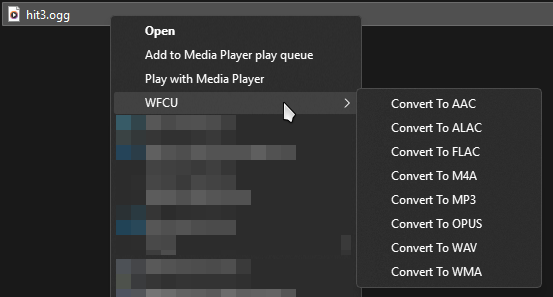 hit3.ogg
Open
Add to Media Player play queue
Play with Media Player
WFCU
Convert To AAC
Convert To ALAC
Convert To FLAC
Convert To M4A
Convert To MP3
Convert To OPUS
Convert To WAV
Convert To WMA